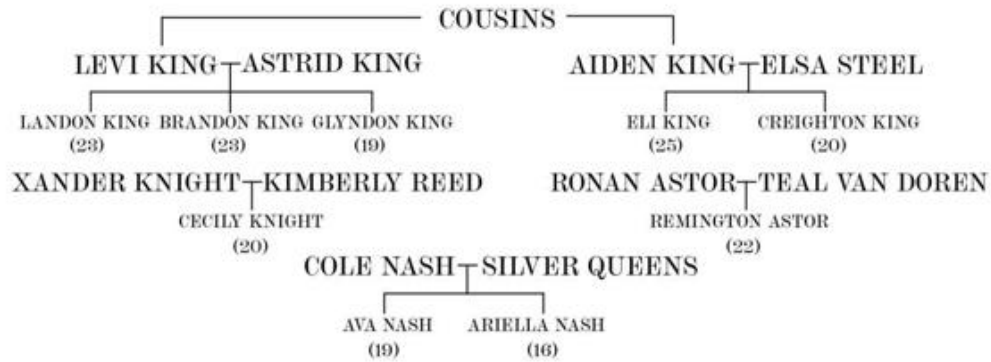 COUSINS
LEVI KING ASTRID KING AIDEN KING ELSA STEEL
LANDON KING BRANDON KING GLYNDON KING ELI KING CREIGHTON KING
(23) (23) (19) (25) (20)
XANDER KNIGHT KIMBERLY REED RONAN ASTOR TEAL VAN DOREN
CECILY KNIGHT REMINGTON ASTOR
(20) (22)
COLE NASH SILVER QUEENS
AVA NASH ARIELLA NASH
(19) (16)